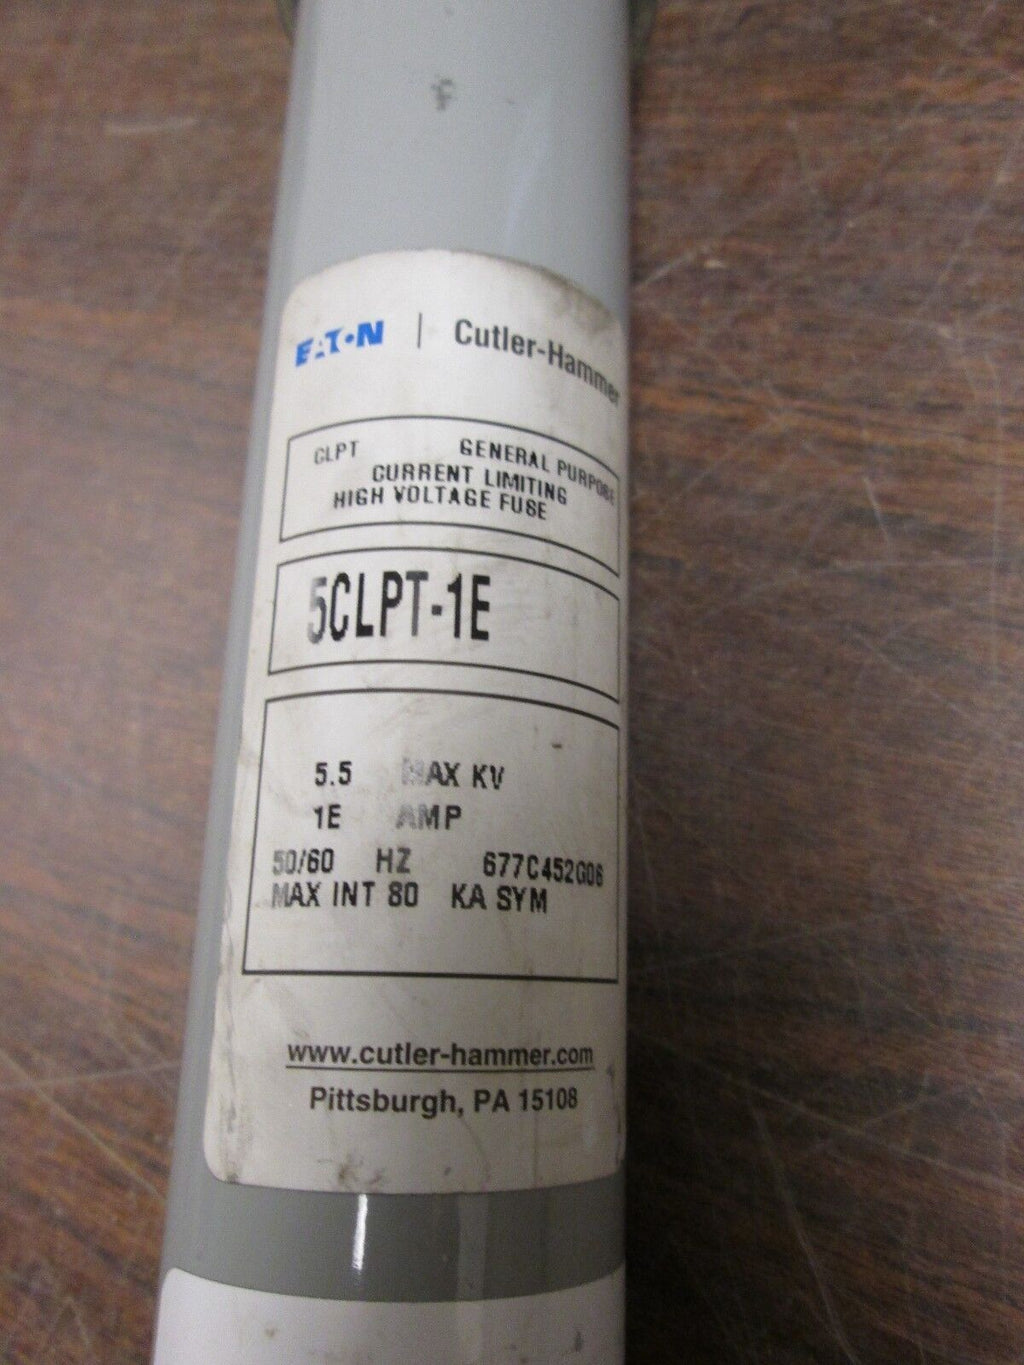 EATON | Cutler-Hammer
CLPT GENERAL PURPOSE
CURRENT LIMITING
HIGH VOLTAGE FUSE
5CLPT-1E
5.5 MAX KV
1E AMP
50/60 HZ 677C452G06
MAX INT 80 KA SYM
www.cutler-hammer.com
Pittsburgh, PA 15108